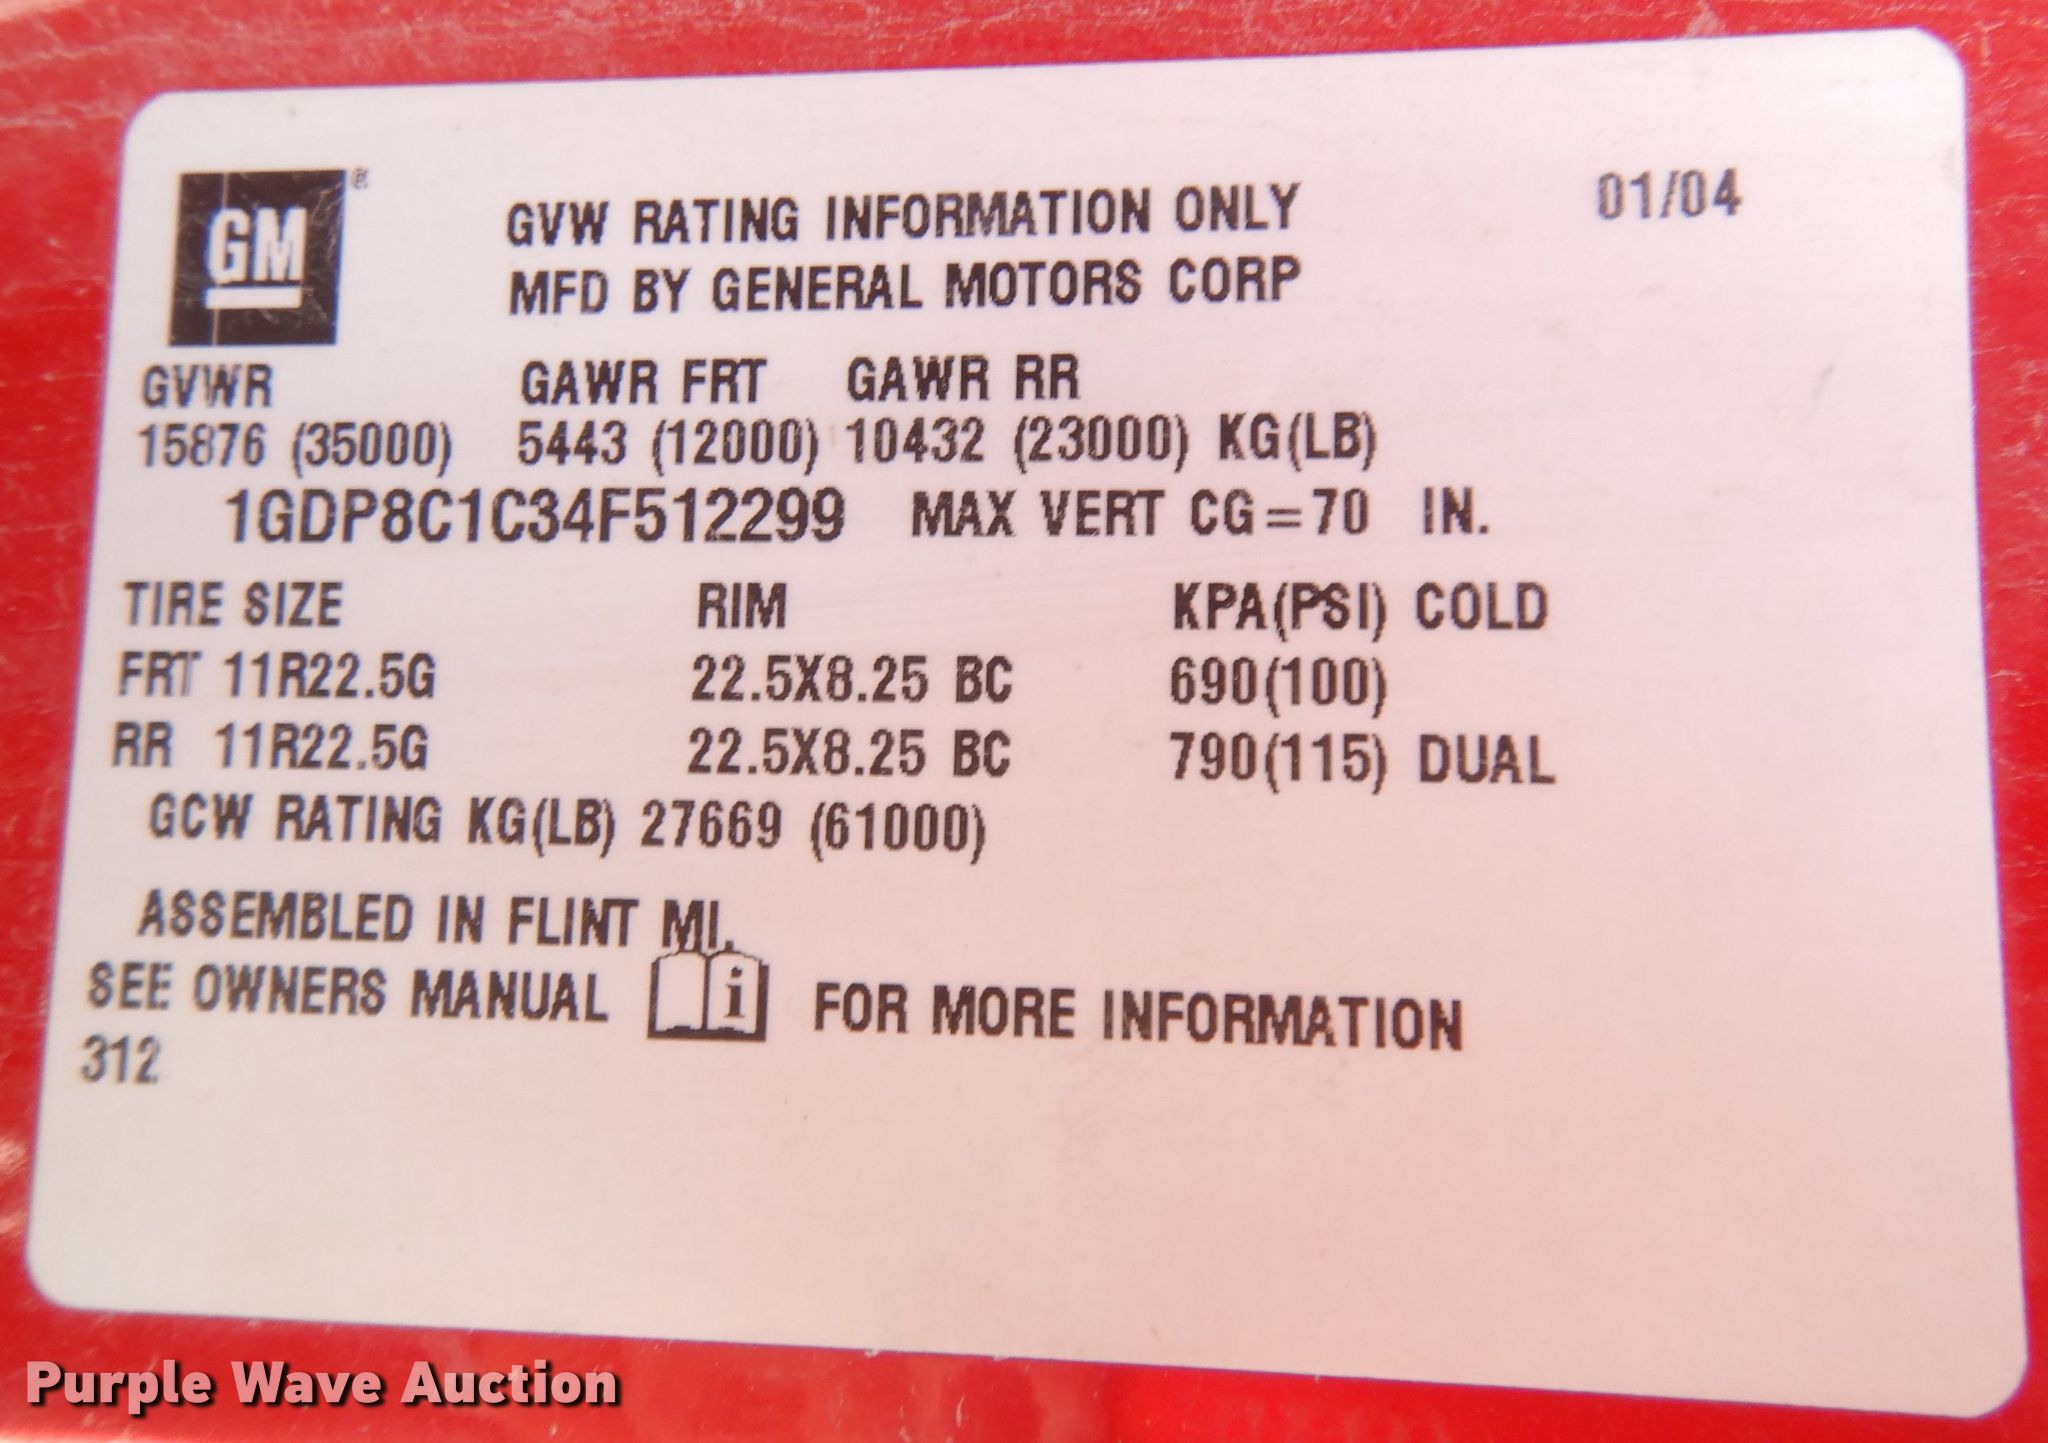 GM®
GVW RATING INFORMATION ONLY 01/04
MFD BY GENERAL MOTORS CORP
GVWR GAWR FRT GAWR RR
15876 (35000) 5443 (12000) 10432 (23000) KG(LB)
1GDP8C1C34F512299 MAX VERT CG=70 IN.
TIRE SIZE RIM KPA(PSI) COLD
FRT 11R22.5G 22.5X8.25 BC 690(100)
RR 11R22.5G 22.5X8.25 BC 790(115) DUAL
GCW RATING KG(LB) 27669 (61000)
ASSEMBLED IN FLINT MI.
SEE OWNERS MANUAL i FOR MORE INFORMATION
312
Purple Wave Auction